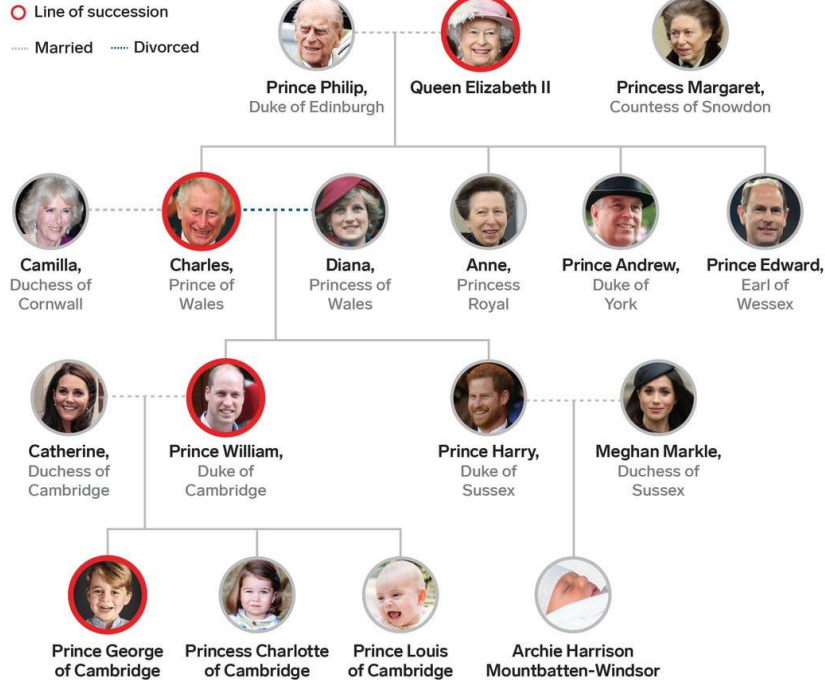 Line of succession
Married
Divorced
Prince Philip,
Duke of Edinburgh
Queen Elizabeth II
Princess Margaret,
Countess of Snowdon
Camilla,
Duchess of
Cornwall
Charles,
Prince of
Wales
Diana,
Princess of
Wales
Anne,
Princess
Royal
Prince Andrew,
Duke of
York
Prince Edward,
Earl of
Wessex
Catherine,
Duchess of
Cambridge
Prince William,
Duke of
Cambridge
Prince Harry,
Duke of
Sussex
Meghan Markle,
Duchess of
Sussex
Prince George
of Cambridge
Princess Charlotte
of Cambridge
Prince Louis
of Cambridge
Archie Harrison
Mountbatten-Windsor